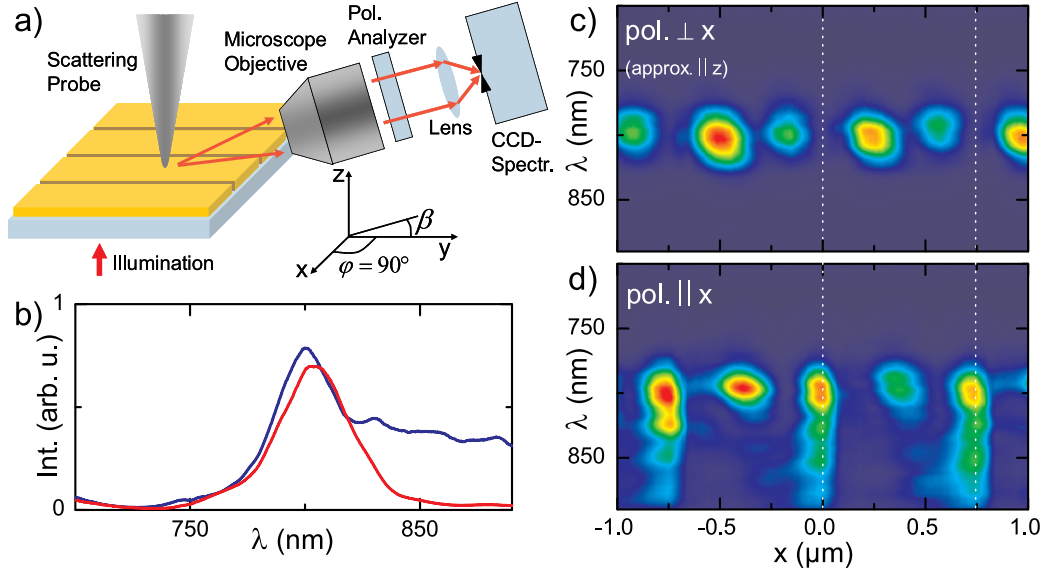 a)
Scattering
Probe
Microscope
Objective
Pol.
Analyzer
Lens
CCD-
Spectr.
z
β
y
x
φ = 90°
Illumination
b)
1
Int. (arb. u.)
0
750
850
λ (nm)
c)
pol. ⊥ x
(approx. || z)
750
λ (nm)
850
d)
pol. || x
750
λ (nm)
850
-1.0
-0.5
0.0
0.5
1.0
x (µm)